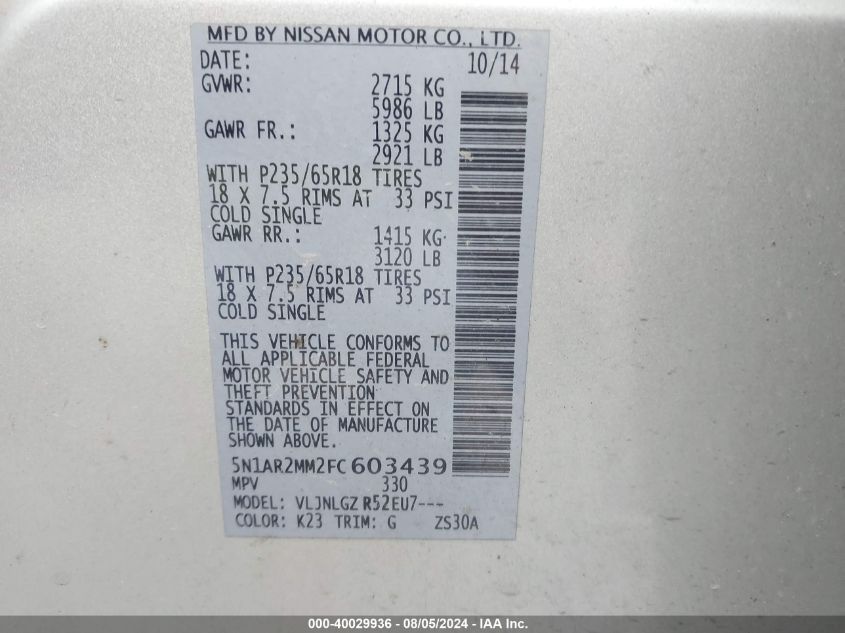 MFD BY NISSAN MOTOR CO., LTD.
DATE: 10/14
GVWR: 2715 KG
5986 LB
GAWR FR.: 1325 KG
2921 LB
WITH P235/65R18 TIRES
18 X 7.5 RIMS AT 33 PSI
COLD SINGLE
GAWR RR.: 1415 KG
3120 LB
WITH P235/65R18 TIRES
18 X 7.5 RIMS AT 33 PSI
COLD SINGLE
THIS VEHICLE CONFORMS TO
ALL APPLICABLE FEDERAL
MOTOR VEHICLE SAFETY AND
THEFT PREVENTION
STANDARDS IN EFFECT ON
THE DATE OF MANUFACTURE
SHOWN ABOVE.
5N1AR2MM2FC603439
MPV 330
MODEL: VLJNLGZ R52EU7---
COLOR: K23 TRIM: G ZS30A
000-40029936 - 08/05/2024 - IAA Inc.